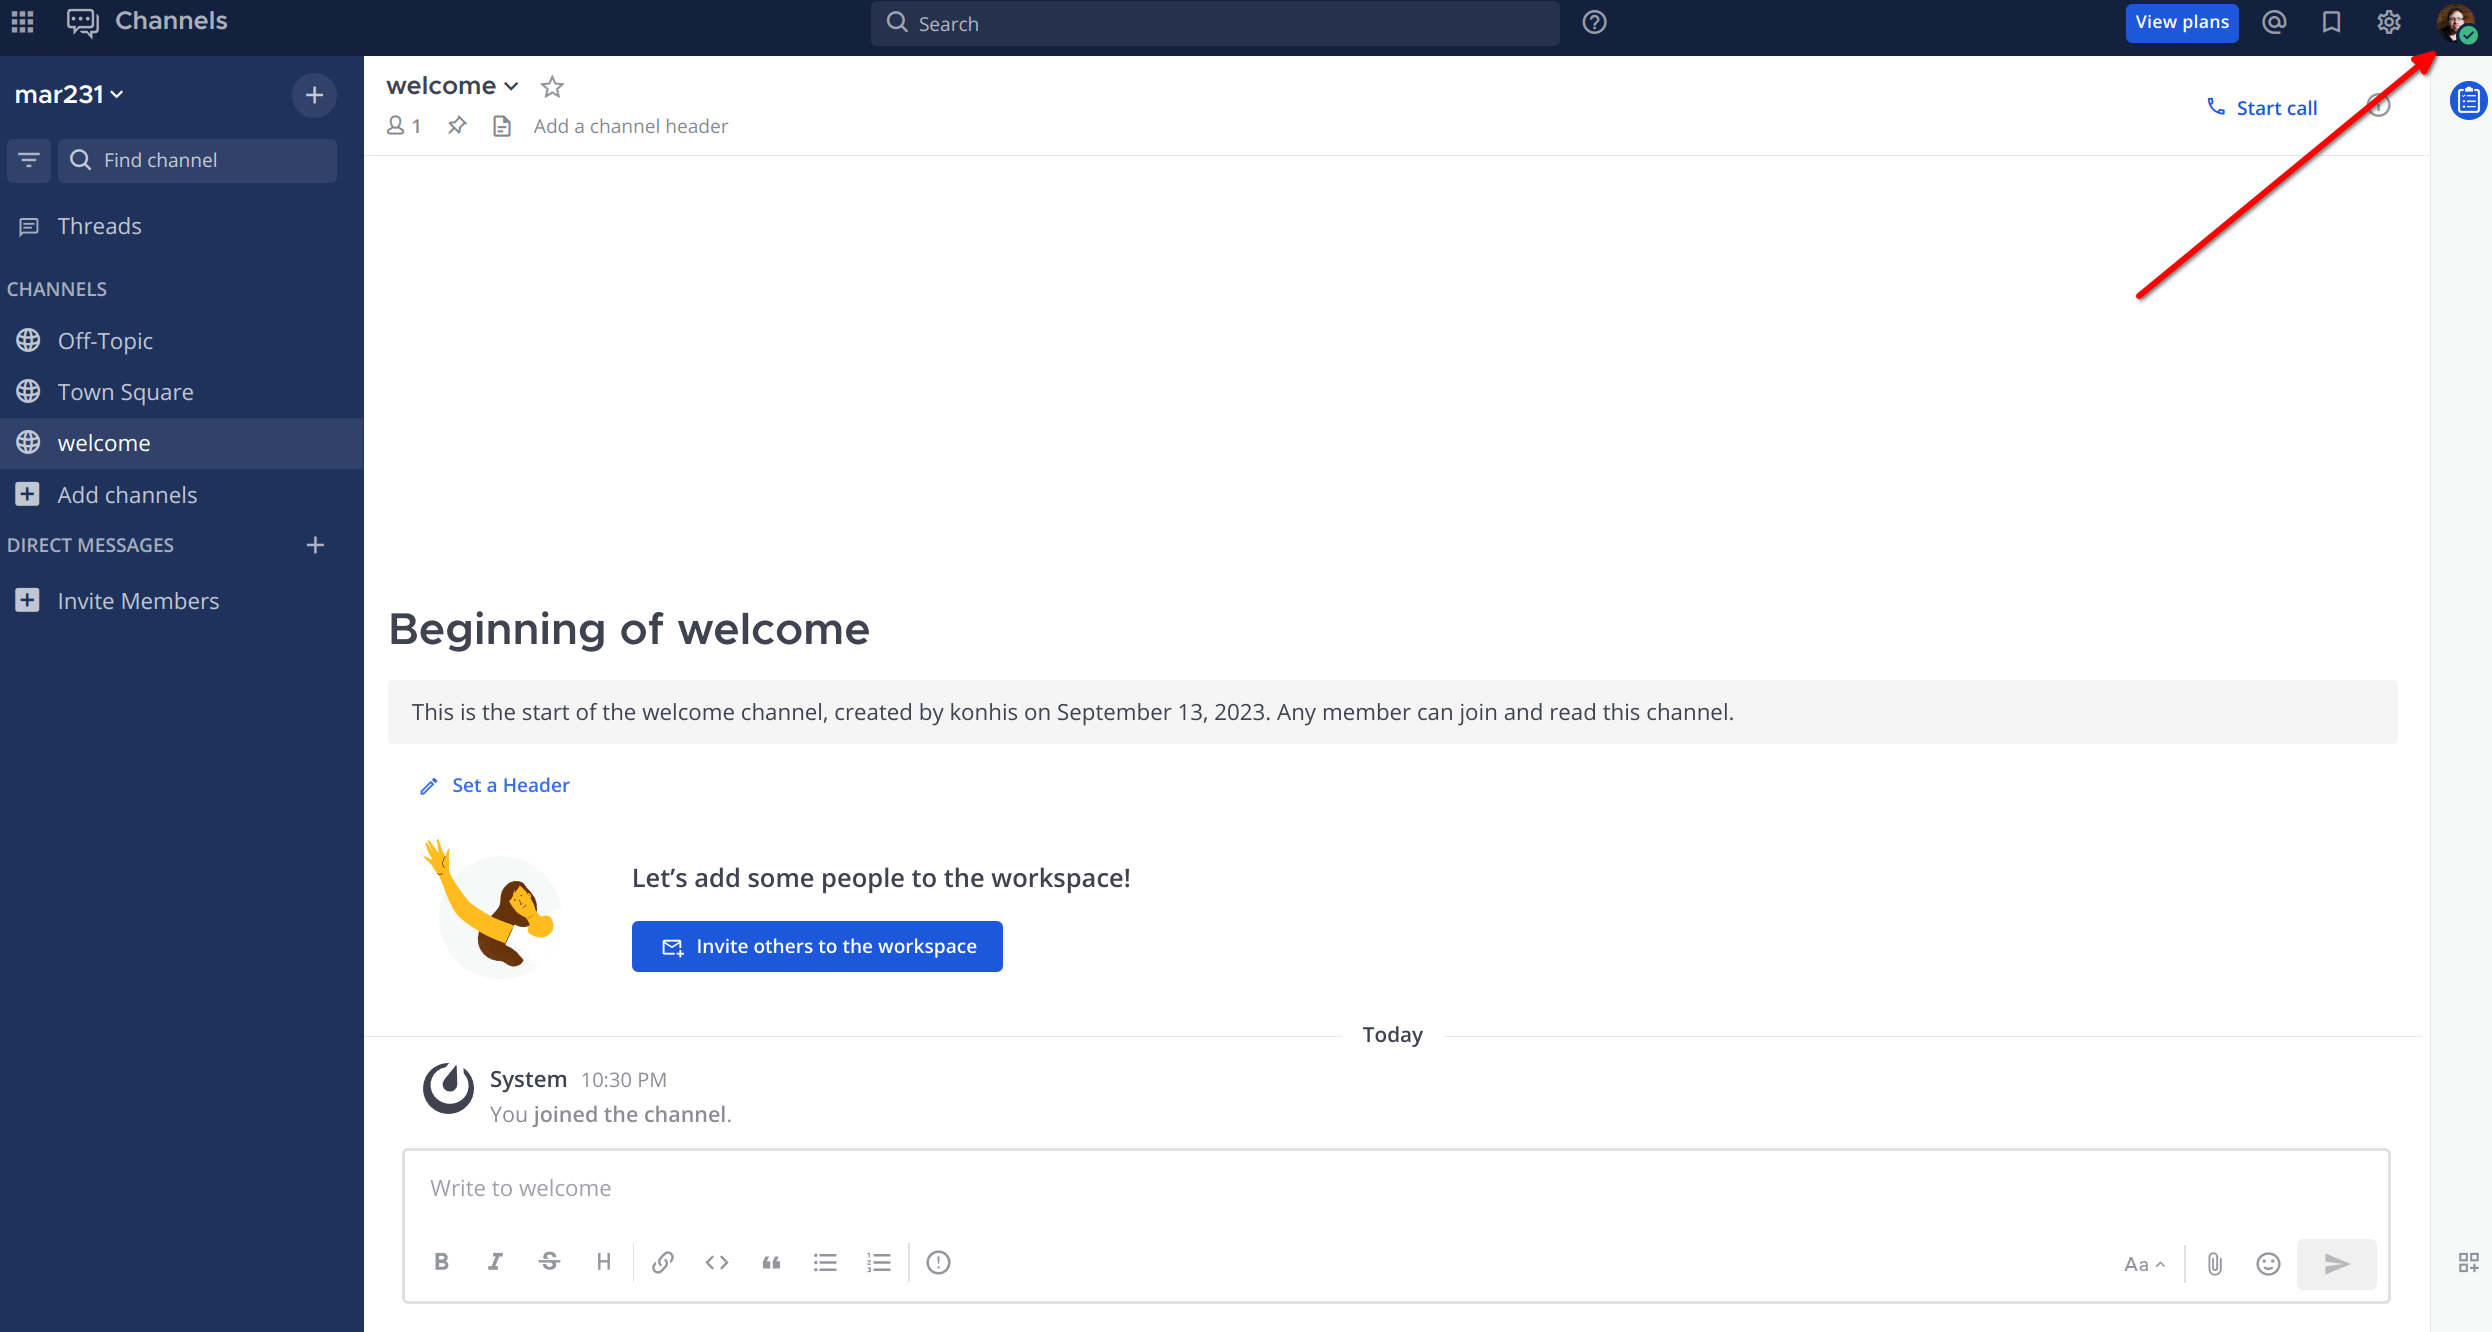 Channels
Search
View plans
mar231
Find channel
Threads
CHANNELS
Off-Topic
Town Square
welcome
Add channels
DIRECT MESSAGES
Invite Members
welcome
1
Add a channel header
Start call
Beginning of welcome
This is the start of the welcome channel, created by konhis on September 13, 2023. Any member can join and read this channel.
Set a Header
Let’s add some people to the workspace!
Invite others to the workspace
Today
System 10:30 PM
You joined the channel.
Write to welcome
B I S H
Aa